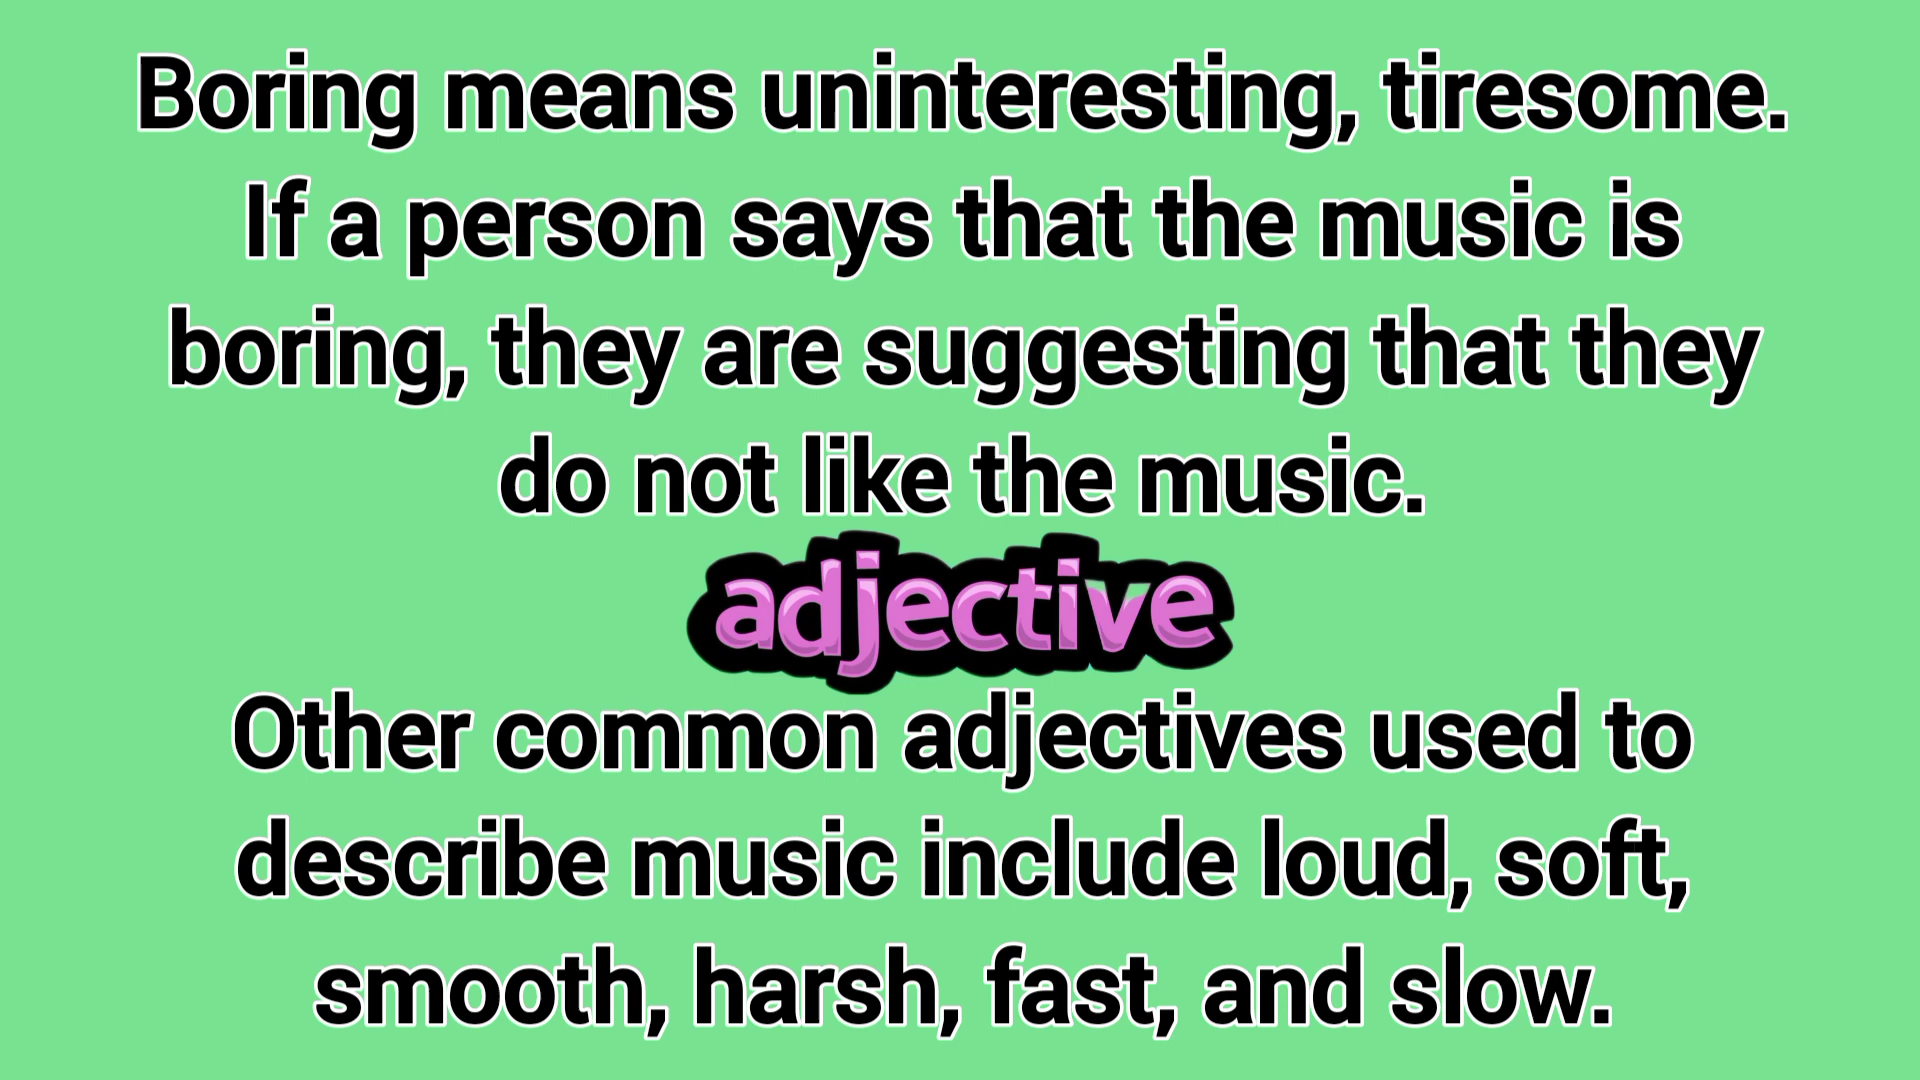 Boring means uninteresting, tiresome.
If a person says that the music is
boring, they are suggesting that they
do not like the music.
adjective
Other common adjectives used to
describe music include loud, soft,
smooth, harsh, fast, and slow.